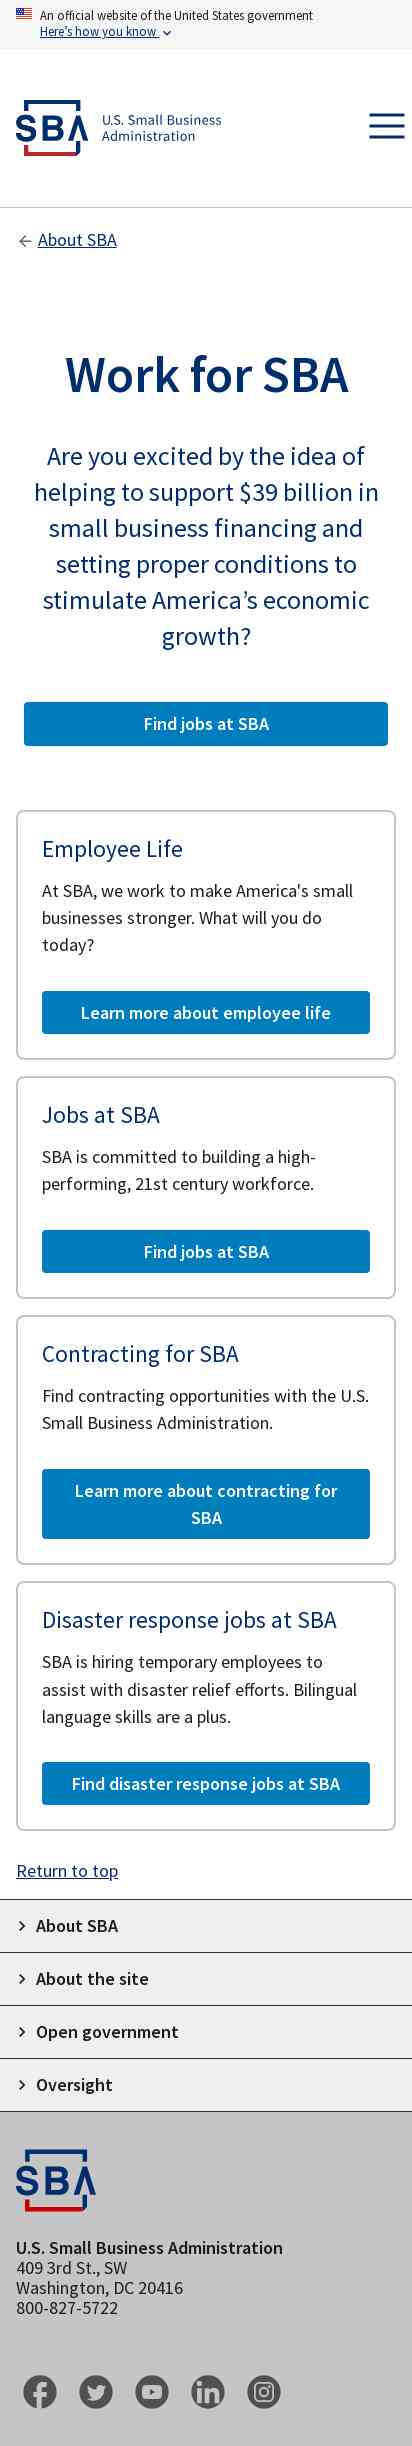 An official website of the United States government
Here's how you know
SBA
U.S. Small Business
Administration
About SBA
Work for SBA
Are you excited by the idea of
helping to support $39 billion in
small business financing and
setting proper conditions to
stimulate America’s economic
growth?
Find jobs at SBA
Employee Life
At SBA, we work to make America's small
businesses stronger. What will you do
today?
Learn more about employee life
Jobs at SBA
SBA is committed to building a high-
performing, 21st century workforce.
Find jobs at SBA
Contracting for SBA
Find contracting opportunities with the U.S.
Small Business Administration.
Learn more about contracting for
SBA
Disaster response jobs at SBA
SBA is hiring temporary employees to
assist with disaster relief efforts. Bilingual
language skills are a plus.
Find disaster response jobs at SBA
Return to top
About SBA
About the site
Open government
Oversight
SBA
U.S. Small Business Administration
409 3rd St., SW
Washington, DC 20416
800-827-5722